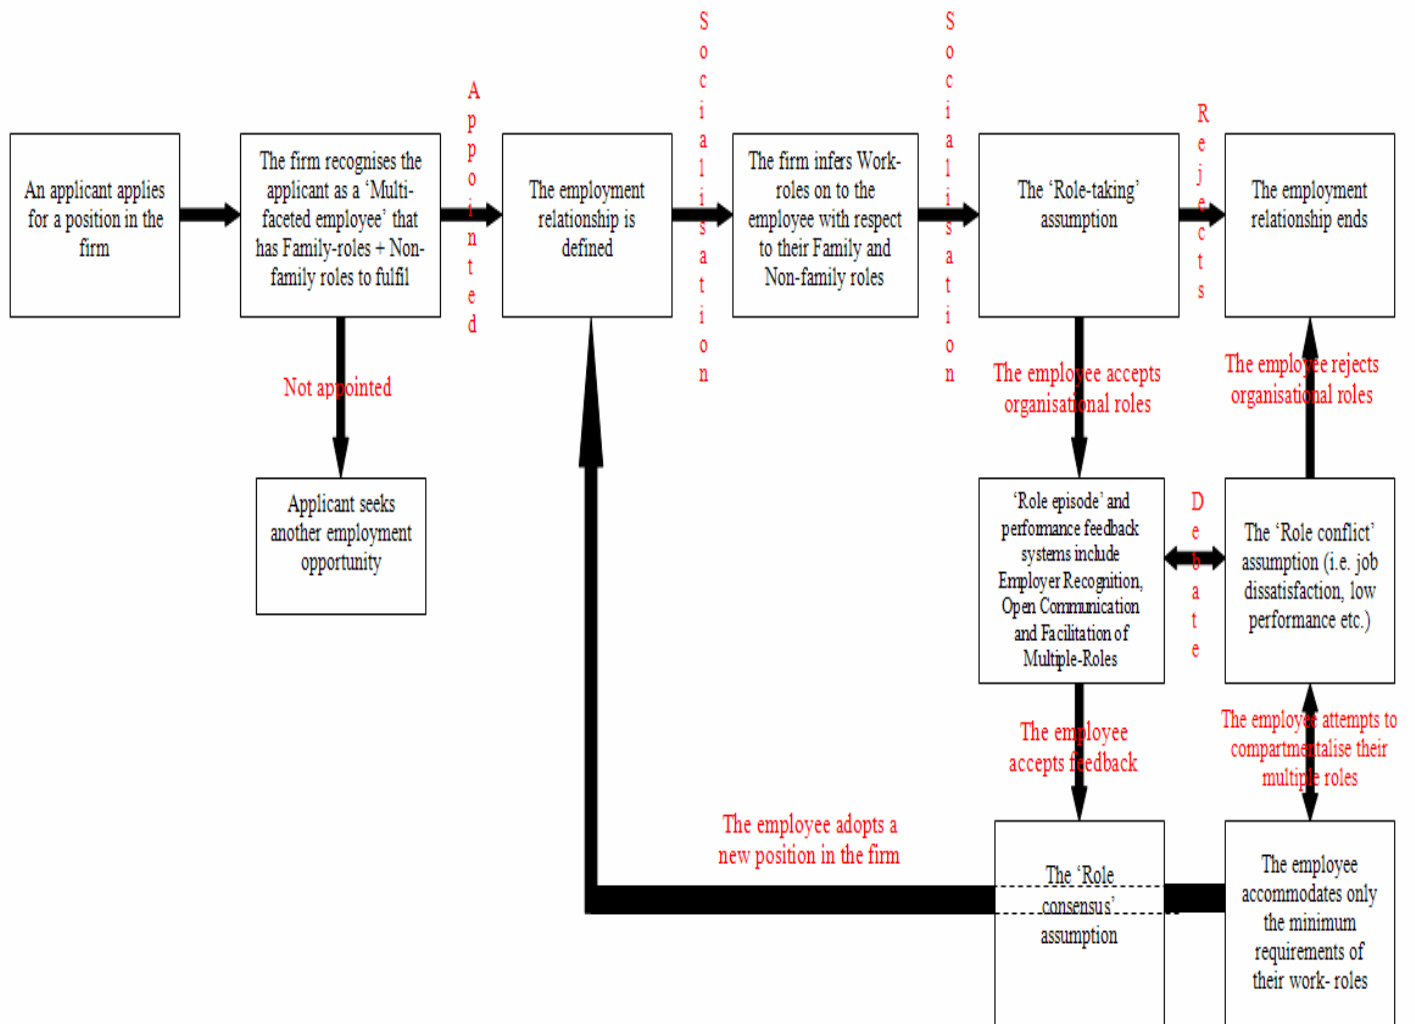 An applicant applies
for a position in the
firm
The firm recognises the
applicant as a ‘Multi-
faceted employee’ that
has Family-roles + Non-
family roles to fulfil
Appointed
The employment
relationship is
defined
Socialisation
The firm infers Work-
roles on to the
employee with respect
to their Family and
Non-family roles
Socialisation
The ‘Role-taking’
assumption
Rejects
The employment
relationship ends
Not appointed
The employee accepts
organisational roles
The employee rejects
organisational roles
Applicant seeks
another employment
opportunity
‘Role episode’ and
performance feedback
systems include
Employer Recognition,
Open Communication
and Facilitation of
Multiple-Roles
Debate
The ‘Role conflict’
assumption (i.e. job
dissatisfaction, low
performance etc.)
The employee
accepts feedback
The employee attempts to
compartmentalise their
multiple roles
The employee adopts a
new position in the firm
The ‘Role
consensus’
assumption
The employee
accommodates only
the minimum
requirements of
their work- roles